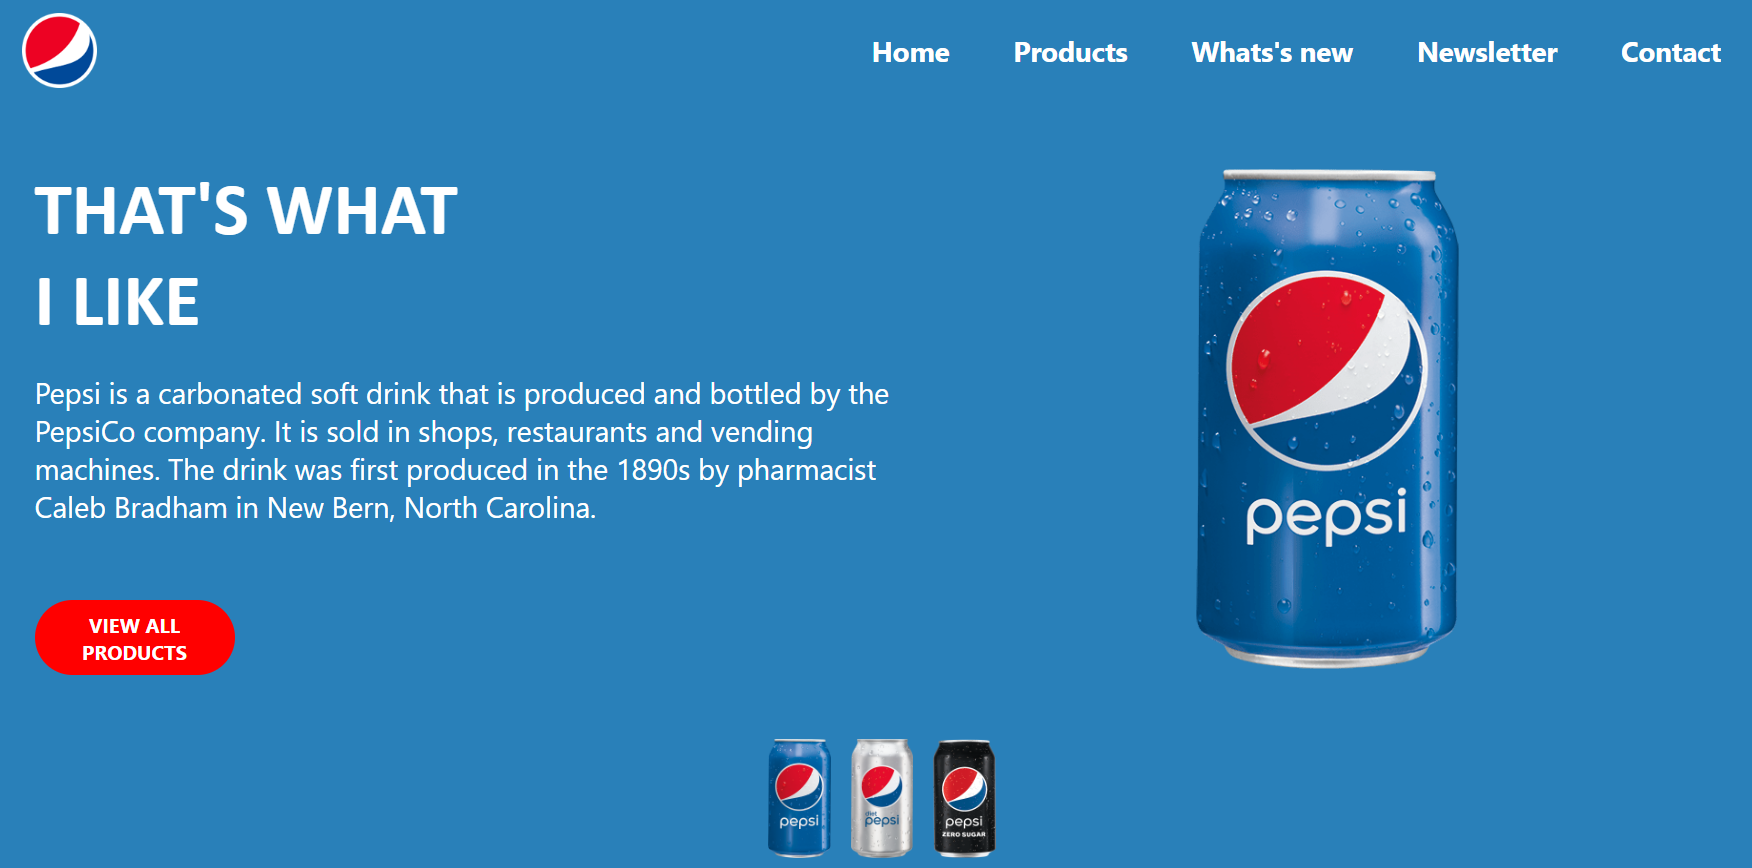 Home Products Whats's new Newsletter Contact
THAT'S WHAT
I LIKE
Pepsi is a carbonated soft drink that is produced and bottled by the
PepsiCo company. It is sold in shops, restaurants and vending
machines. The drink was first produced in the 1890s by pharmacist
Caleb Bradham in New Bern, North Carolina.
pepsi
VIEW ALL
PRODUCTS
pepsi
diet
pepsi
pepsi
ZERO SUGAR